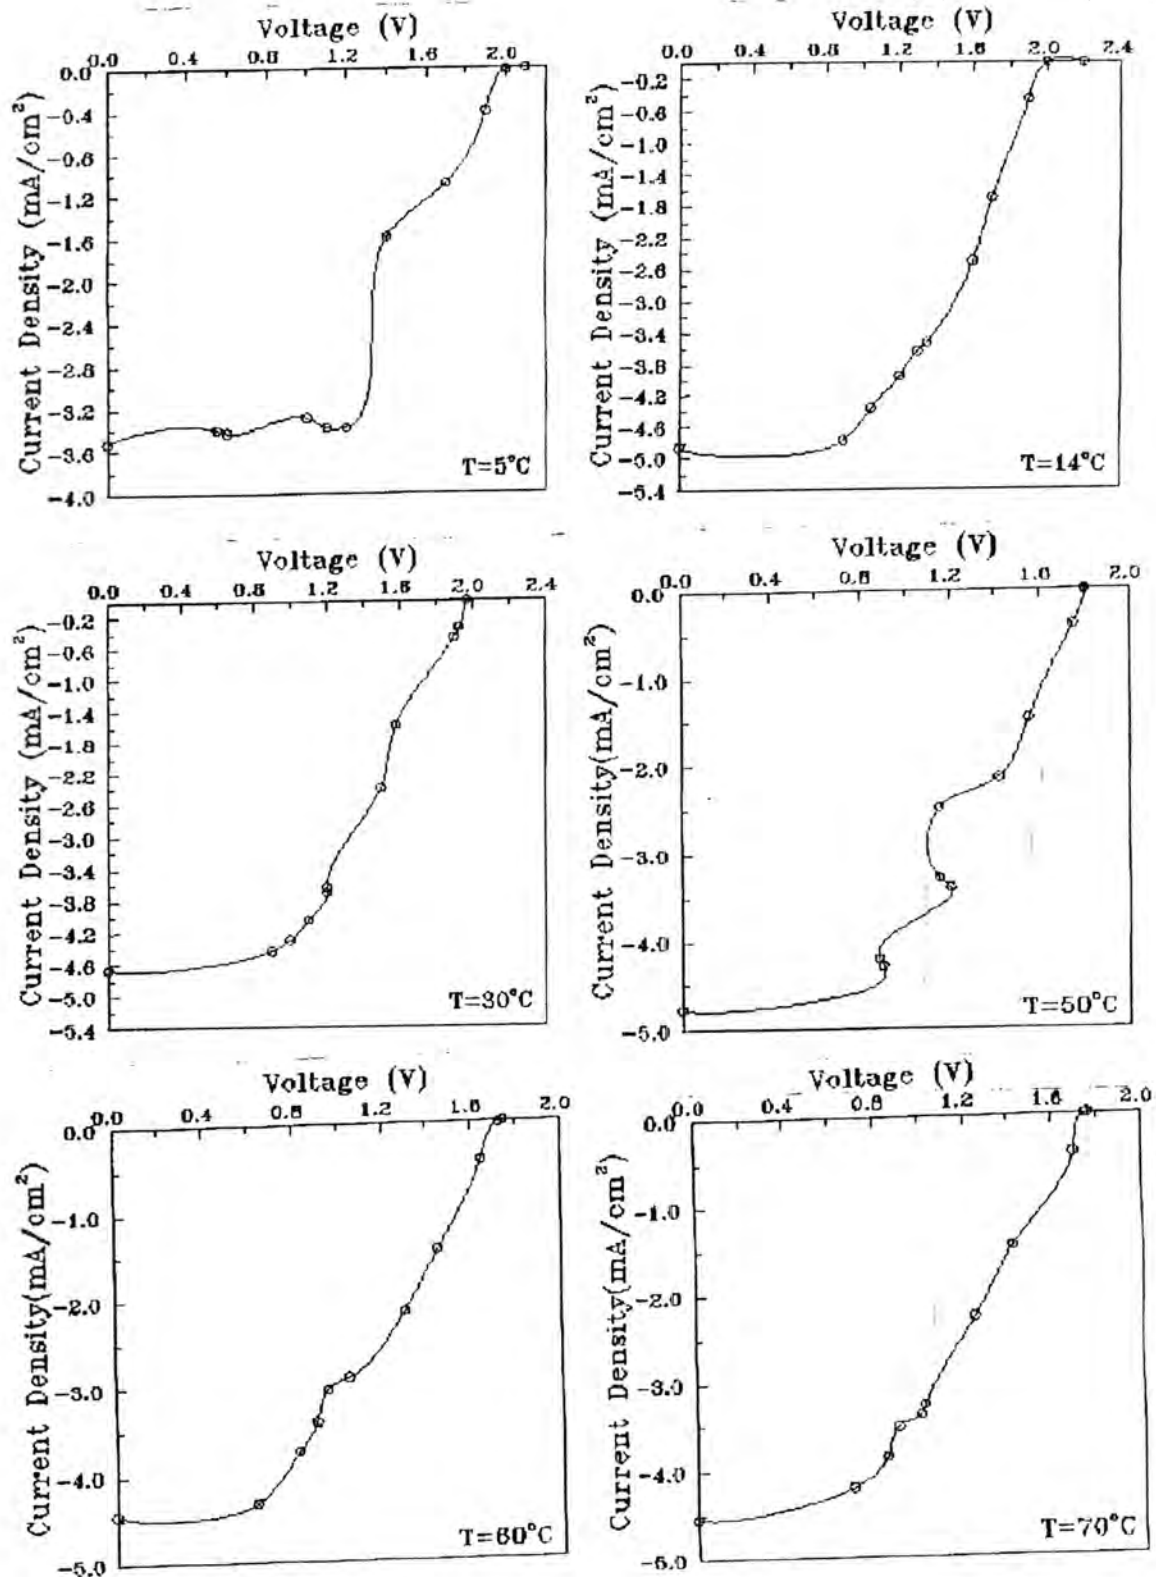 Voltage (V)
0.0 0.4 0.8 1.2 1.6 2.0
Current Density (mA/cm²)
0.0
-0.4
-0.8
-1.2
-1.6
-2.0
-2.4
-2.8
-3.2
-3.6
-4.0
T=5°C
Voltage (V)
0.0 0.4 0.8 1.2 1.6 2.0 2.4
Current Density (mA/cm²)
-0.2
-0.6
-1.0
-1.4
-1.8
-2.2
-2.6
-3.0
-3.4
-3.8
-4.2
-4.6
-5.0
-5.4
T=14°C
Voltage (V)
0.0 0.4 0.8 1.2 1.6 2.0 2.4
Current Density (mA/cm²)
-0.2
-0.6
-1.0
-1.4
-1.8
-2.2
-2.6
-3.0
-3.4
-3.8
-4.2
-4.6
-5.0
-5.4
T=30°C
Voltage (V)
0.0 0.4 0.8 1.2 1.6 2.0
Current Density(mA/cm²)
0.0
-1.0
-2.0
-3.0
-4.0
-5.0
T=50°C
Voltage (V)
0.0 0.4 0.8 1.2 1.6 2.0
Current Density(mA/cm²)
0.0
-1.0
-2.0
-3.0
-4.0
-5.0
T=60°C
Voltage (V)
0.0 0.4 0.8 1.2 1.6 2.0
Current Density(mA/cm²)
0.0
-1.0
-2.0
-3.0
-4.0
-5.0
T=70°C